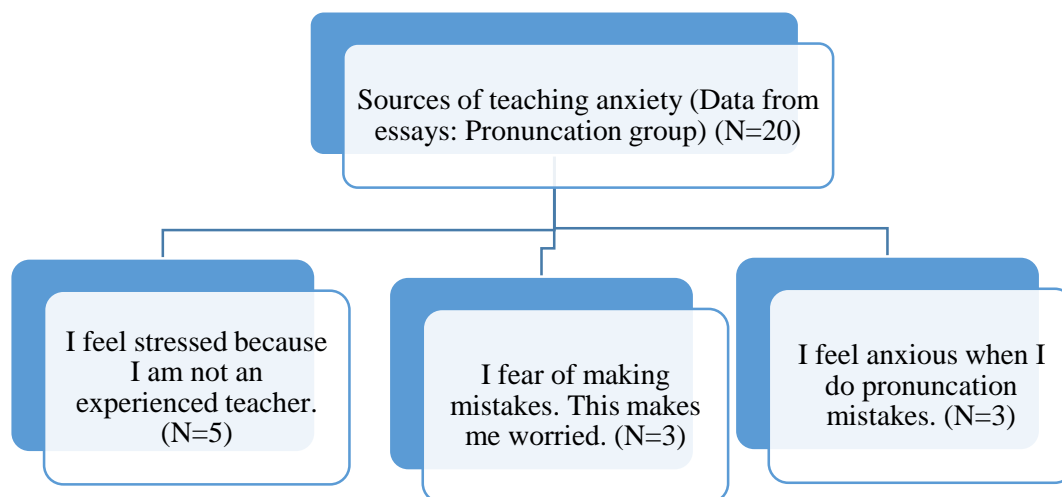 Sources of teaching anxiety (Data from
essays: Pronuncation group) (N=20)
I feel stressed because
I am not an
experienced teacher.
(N=5)
I fear of making
mistakes. This makes
me worried. (N=3)
I feel anxious when I
do pronuncation
mistakes. (N=3)